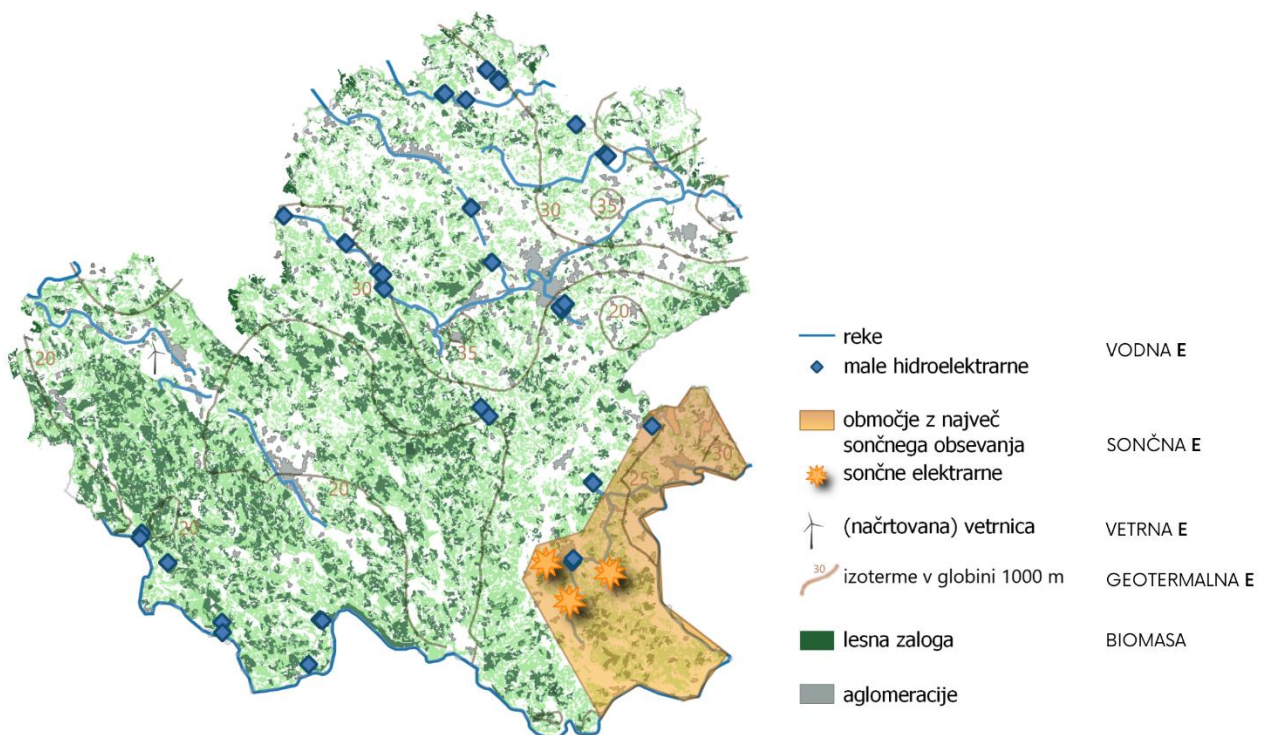 30
35
30
20
35
20
20
20
30
25
reke
male hidroelektrarne
VODNA E
območje z največ
sončnega obsevanja
SONČNA E
sončne elektrarne
(načrtovana) vetrnica
VETRNA E
30
izoterme v globini 1000 m
GEOTERMALNA E
lesna zaloga
BIOMASA
aglomeracije